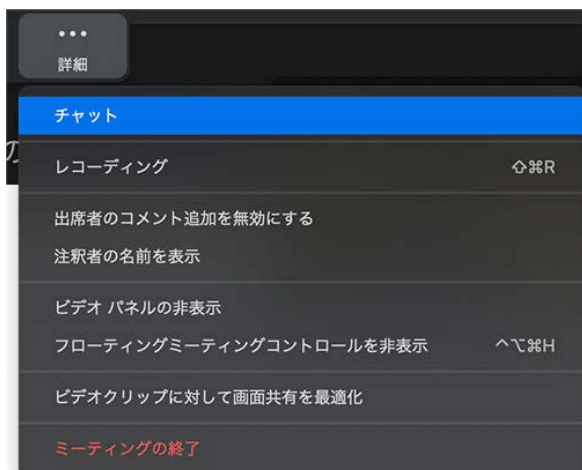 •••
詳細
の
チャット
レコーディング ⇧⌘R
出席者のコメント追加を無効にする
注釈者の名前を表示
ビデオ パネルの非表示
フローティングミーティングコントロールを非表示 ^⌥⌘H
ビデオクリップに対して画面共有を最適化
ミーティングの終了